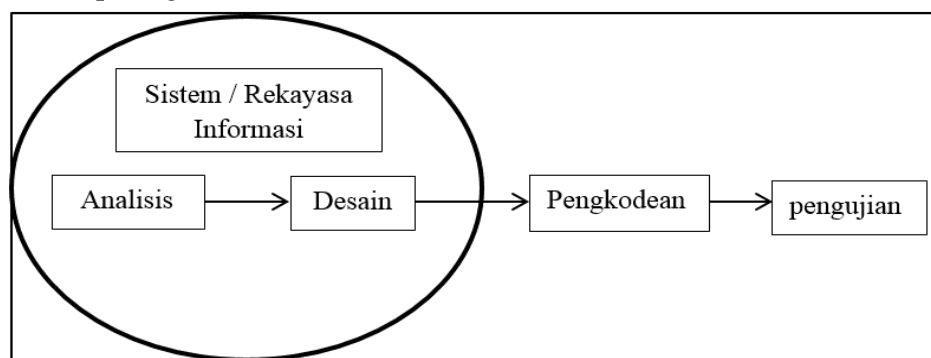 Sistem / Rekayasa
Informasi
Analisis
Desain
Pengkodean
pengujian